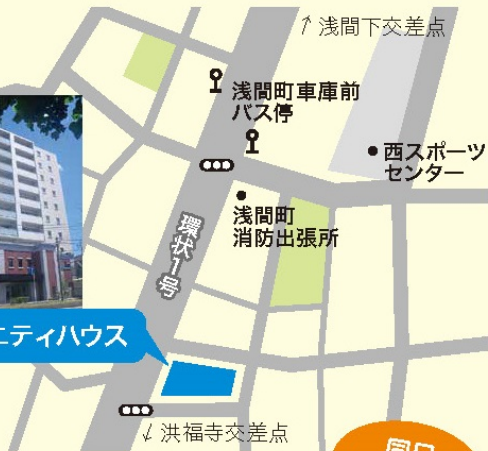 ↑浅間下交差点
浅間町車庫前
バス停
西スポーツ
センター
浅間町
消防出張所
環状1号
ニティハウス
↓洪福寺交差点